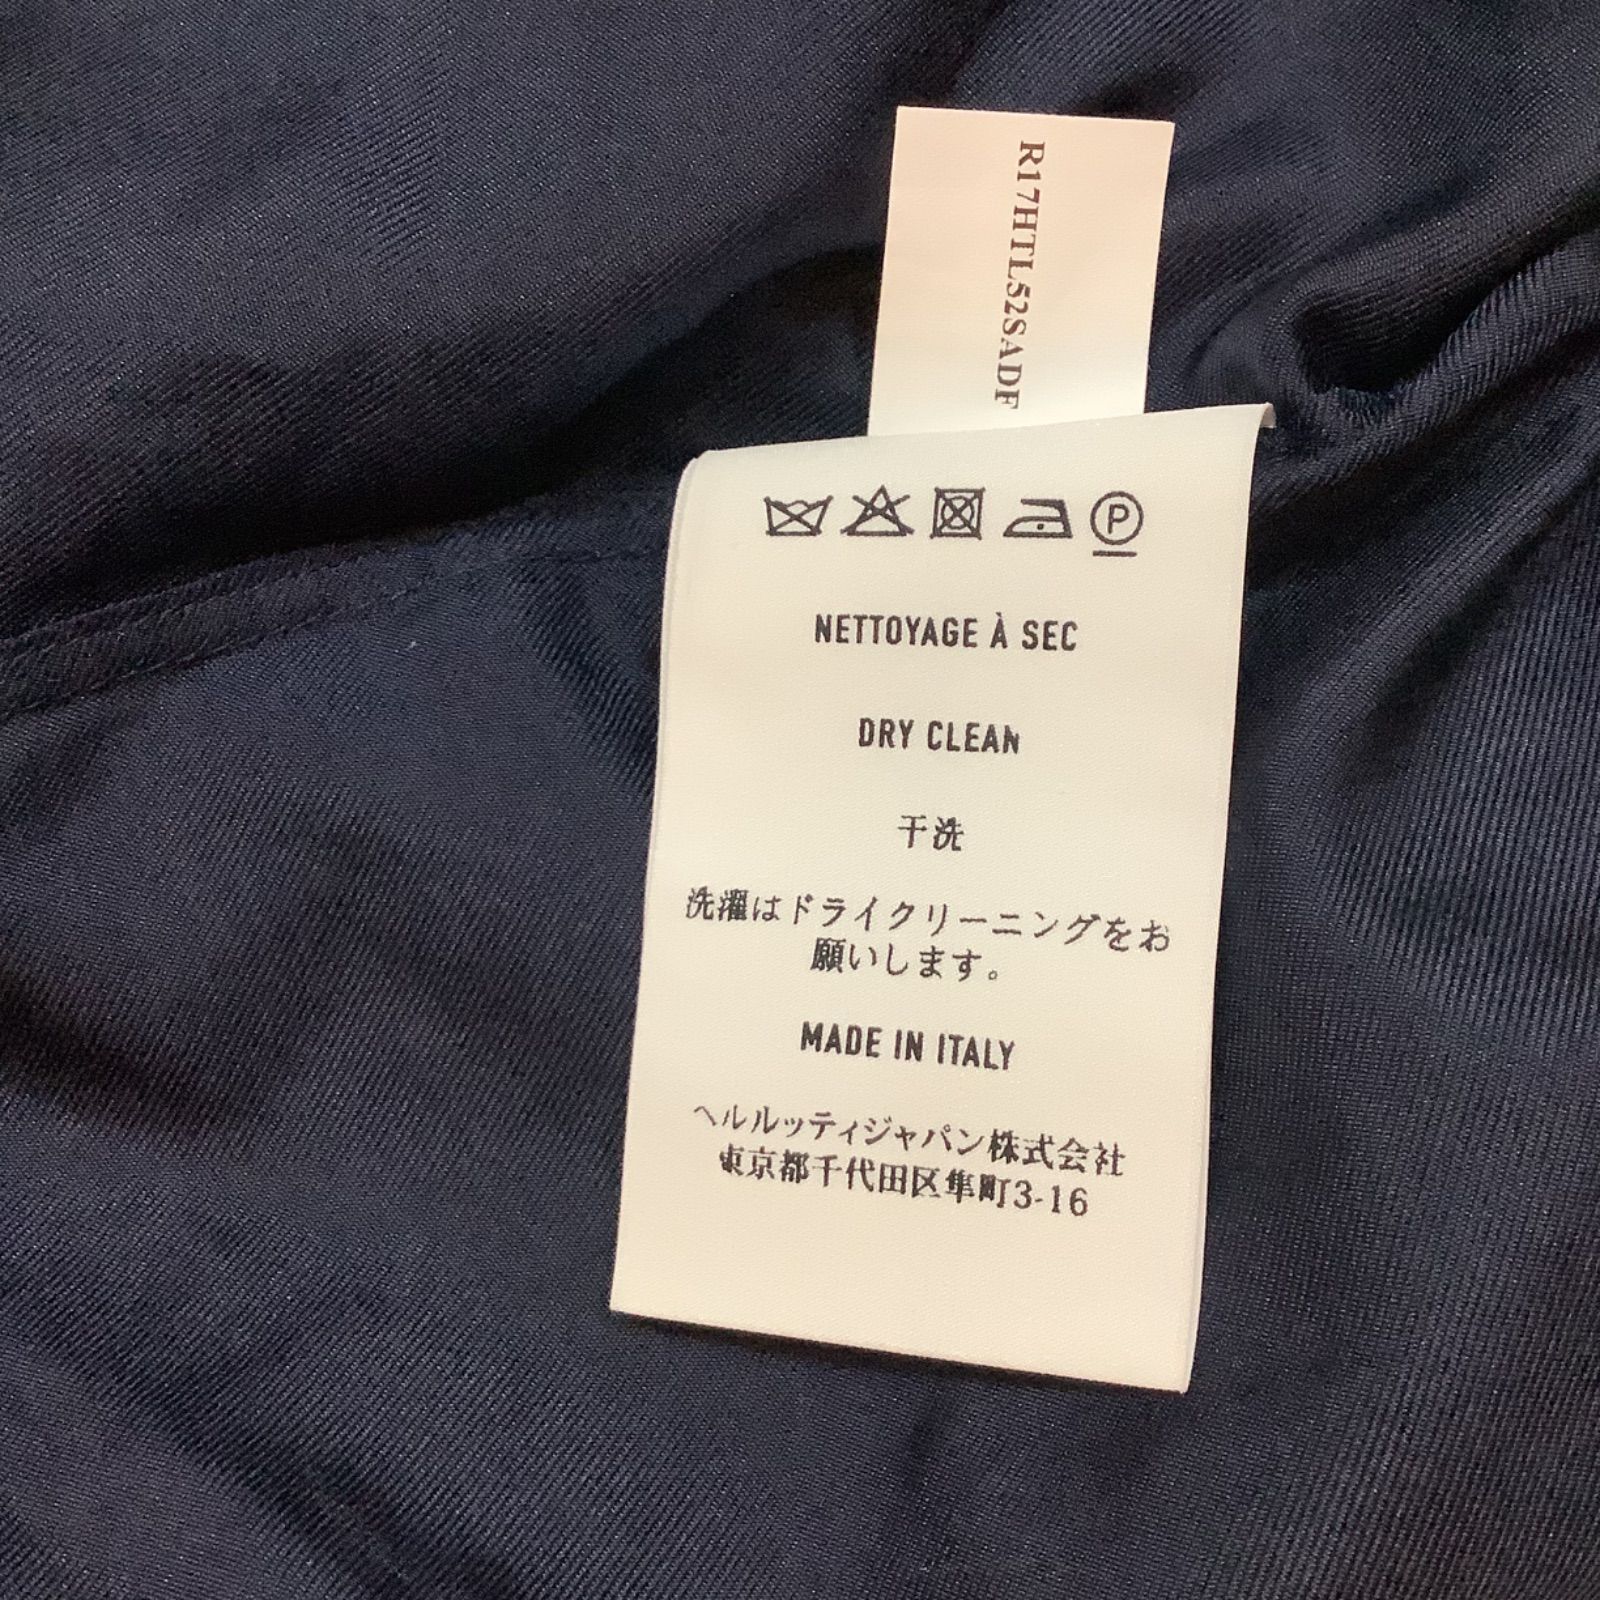 R17HTL52SADF
P
NETTOYAGE À SEC
DRY CLEAN
干洗
洗濯はドライクリーニングをお
願いします。
MADE IN ITALY
ベルルッティジャパン株式会社
東京都千代田区隼町3-16